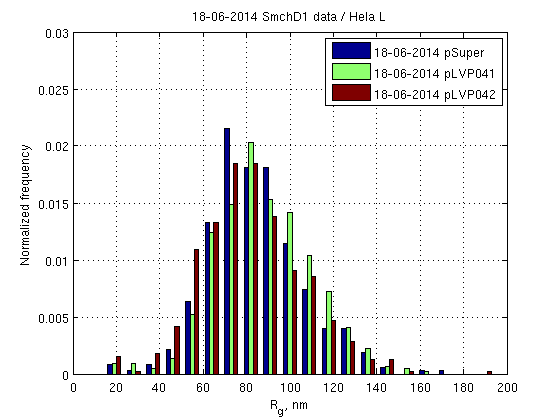 18-06-2014 SmchD1 data / Hela L
0.03
0.025
0.02
0.015
0.01
0.005
0
Normalized frequency
18-06-2014 pSuper
18-06-2014 pLVP041
18-06-2014 pLVP042
0 20 40 60 80 100 120 140 160 180 200
Rg, nm